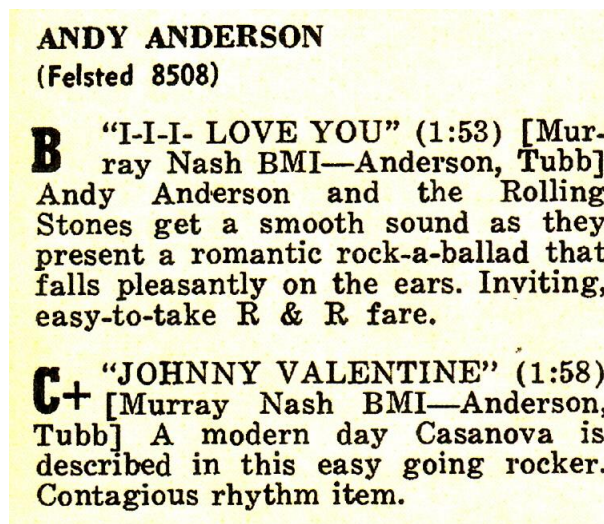 ANDY ANDERSON
(Felsted 8508)
B "I-I-I- LOVE YOU" (1:53) [Mur-
ray Nash BMI—Anderson, Tubb]
Andy Anderson and the Rolling
Stones get a smooth sound as they
present a romantic rock-a-ballad that
falls pleasantly on the ears. Inviting,
easy-to-take R & R fare.
C+ "JOHNNY VALENTINE" (1:58)
[Murray Nash BMI—Anderson,
Tubb] A modern day Casanova is
described in this easy going rocker.
Contagious rhythm item.